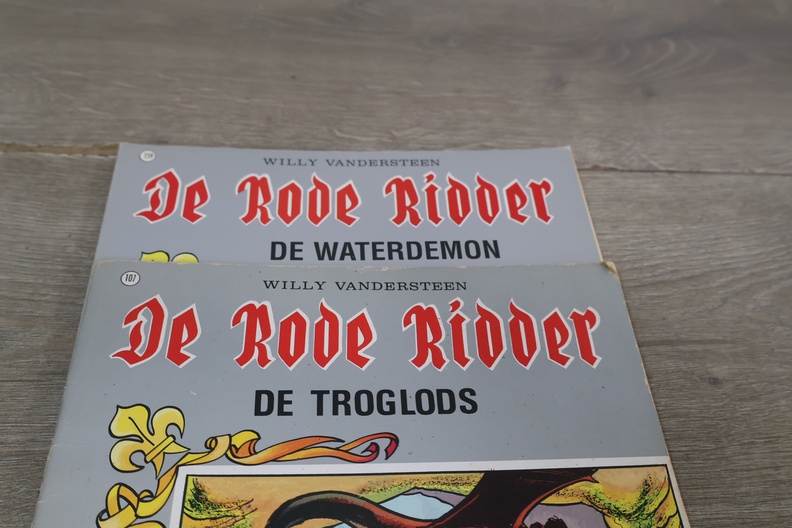 WILLY VANDERSTEEN
De Rode Ridder
DE WATERDEMON
107
WILLY VANDERSTEEN
De Rode Ridder
DE TROGLODS